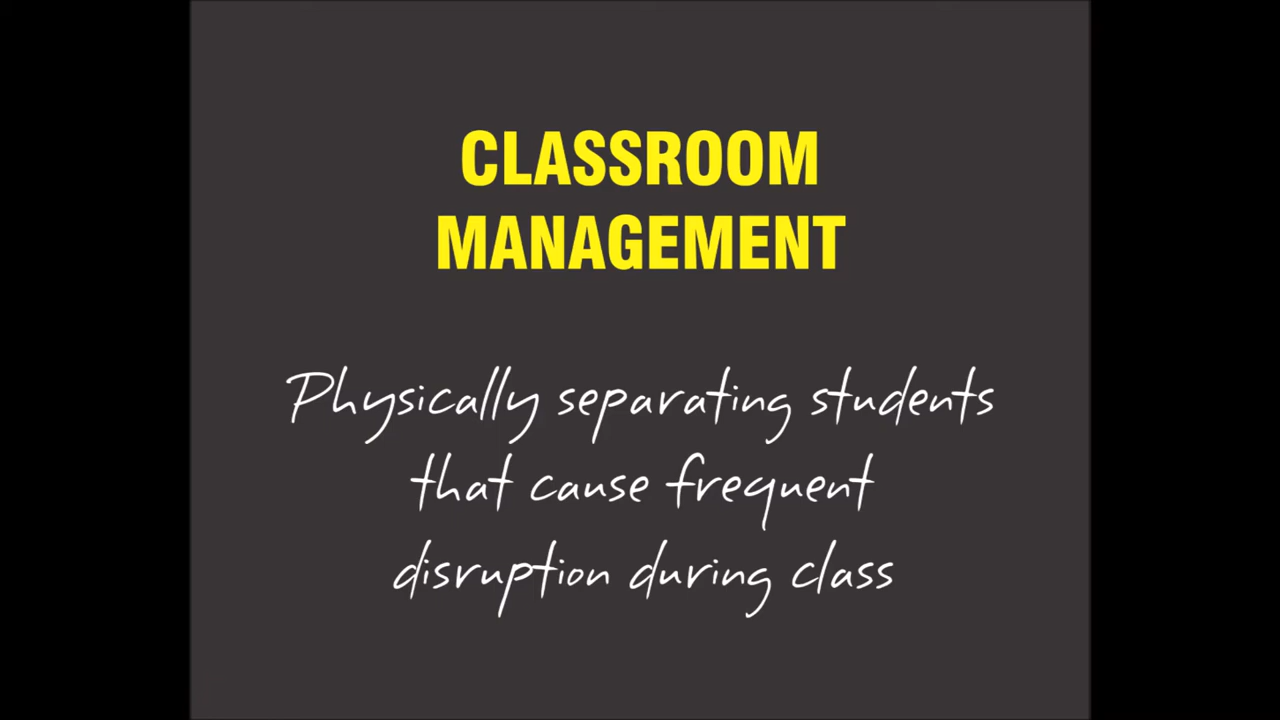 CLASSROOM
MANAGEMENT
Physically separating students
that cause frequent
disruption during class